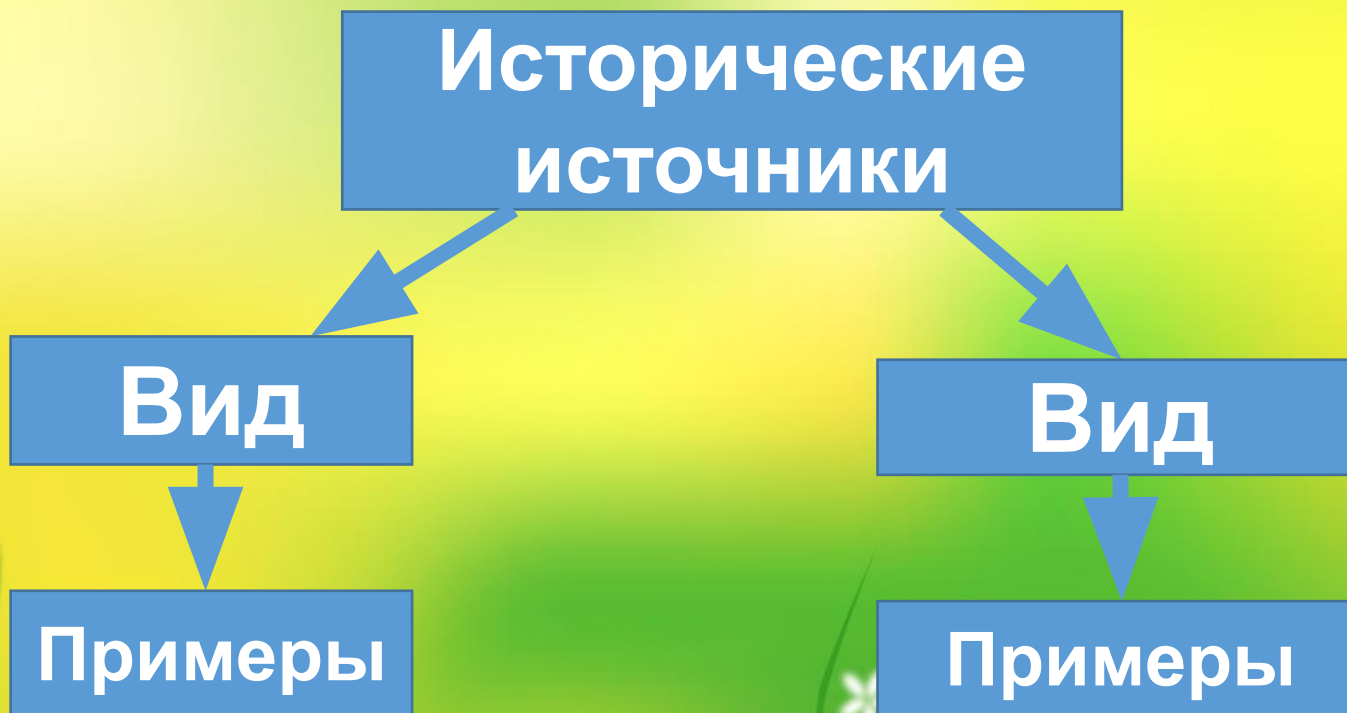 Исторические
источники
Вид
Вид
Примеры
Примеры